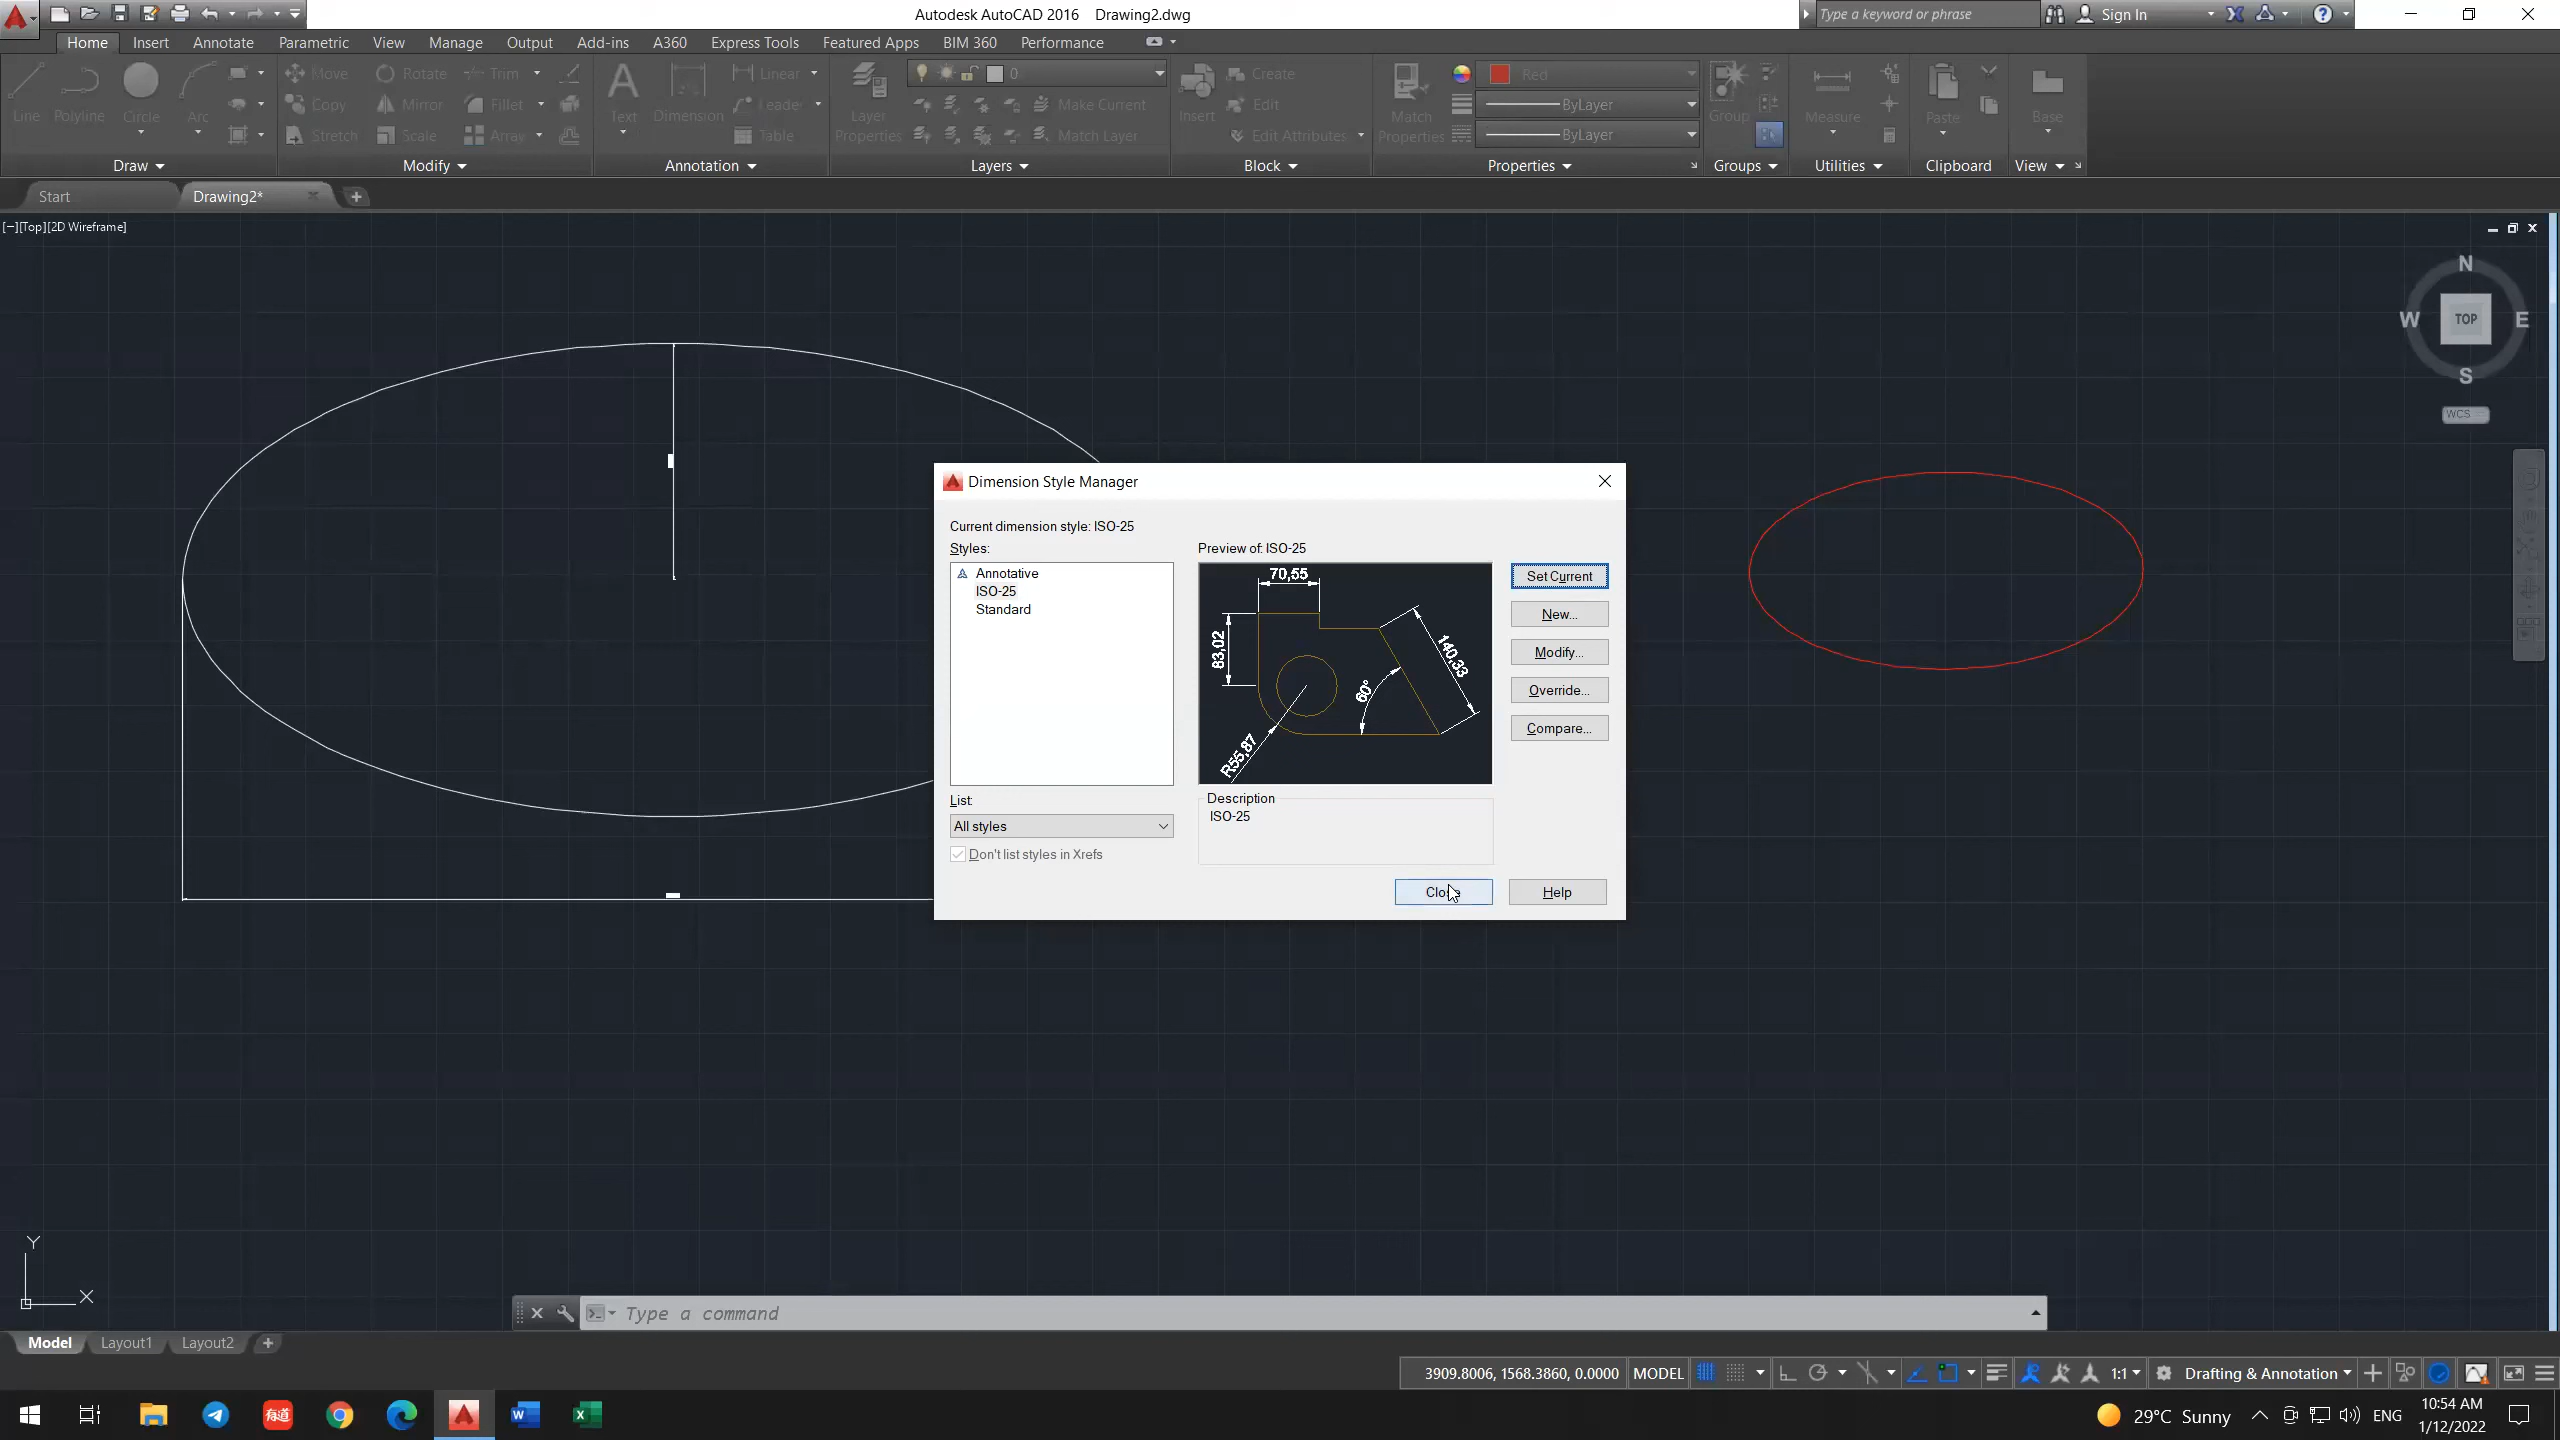 Autodesk AutoCAD 2016 Drawing2.dwg
Type a keyword or phrase
Sign In
Home Insert Annotate Parametric View Manage Output Add-ins A360 Express Tools Featured Apps BIM 360 Performance
Line Polyline Circle Arc
Move Rotate Trim
Copy Mirror Fillet
Stretch Scale Array
Text Dimension
Linear
Leader
Table
Layer Properties
0
Make Current
Match Layer
Insert
Create
Edit
Edit Attributes
Match Properties
Red
ByLayer
ByLayer
Group
Measure
Paste
Base
Draw Modify Annotation Layers Block Properties Groups Utilities Clipboard View
Start Drawing2*
[−][Top][2D Wireframe]
N
W TOP E
S
WCS
Dimension Style Manager
Current dimension style: ISO-25
Styles:
Annotative
ISO-25
Standard
Preview of: ISO-25
70,55
83,02
140,33
60°
R55,87
Set Current
New...
Modify...
Override...
Compare...
List:
All styles
Don't list styles in Xrefs
Description
ISO-25
Close
Help
Y
X
Type a command
Model Layout1 Layout2
3909.8006, 1568.3860, 0.0000 MODEL 1:1 Drafting & Annotation
有道
29°C Sunny
ENG
10:54 AM
1/12/2022